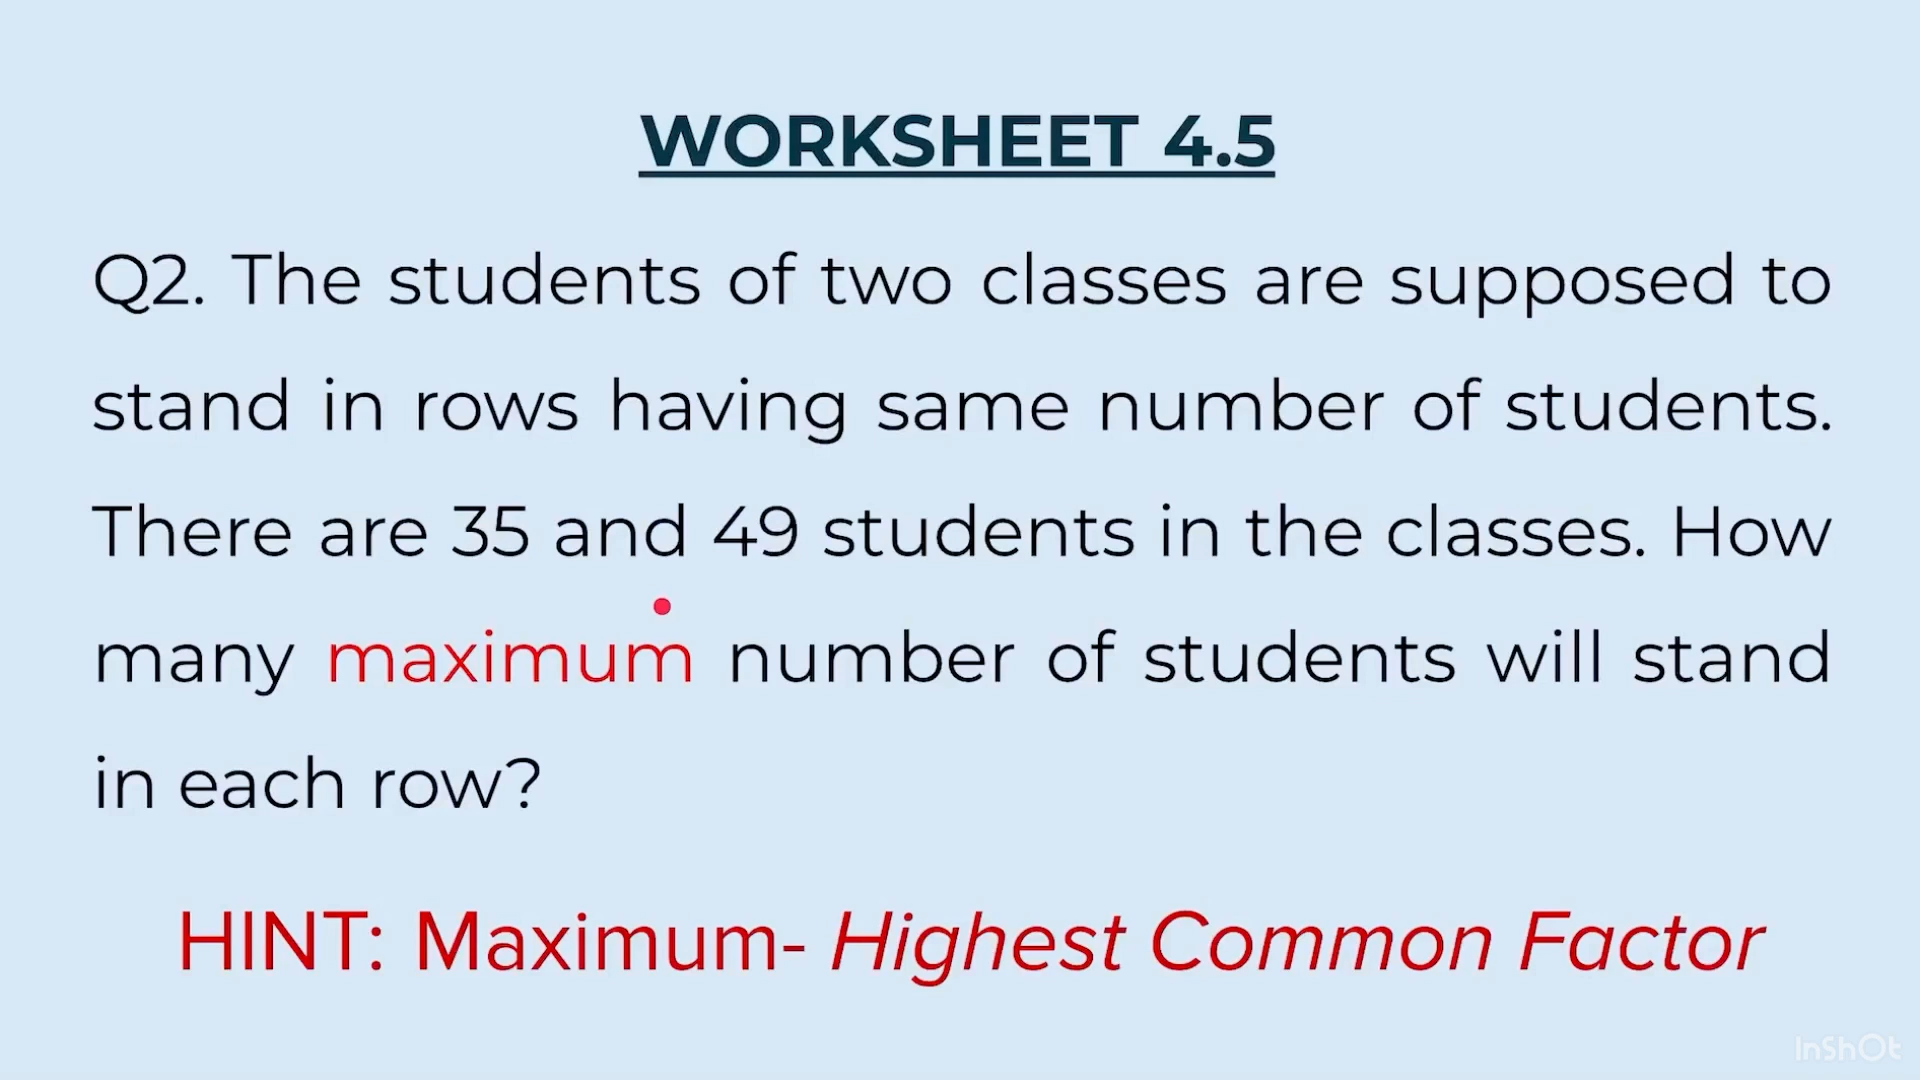 WORKSHEET 4.5
Q2. The students of two classes are supposed to
stand in rows having same number of students.
There are 35 and 49 students in the classes. How
many maximum number of students will stand
in each row?
HINT: Maximum- Highest Common Factor
InShOt